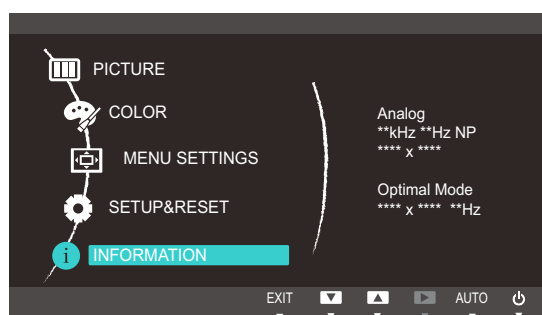 PICTURE
COLOR
MENU SETTINGS
SETUP&RESET
INFORMATION
Analog
**kHz **Hz NP
**** x ****
Optimal Mode
**** x **** **Hz
EXIT
AUTO